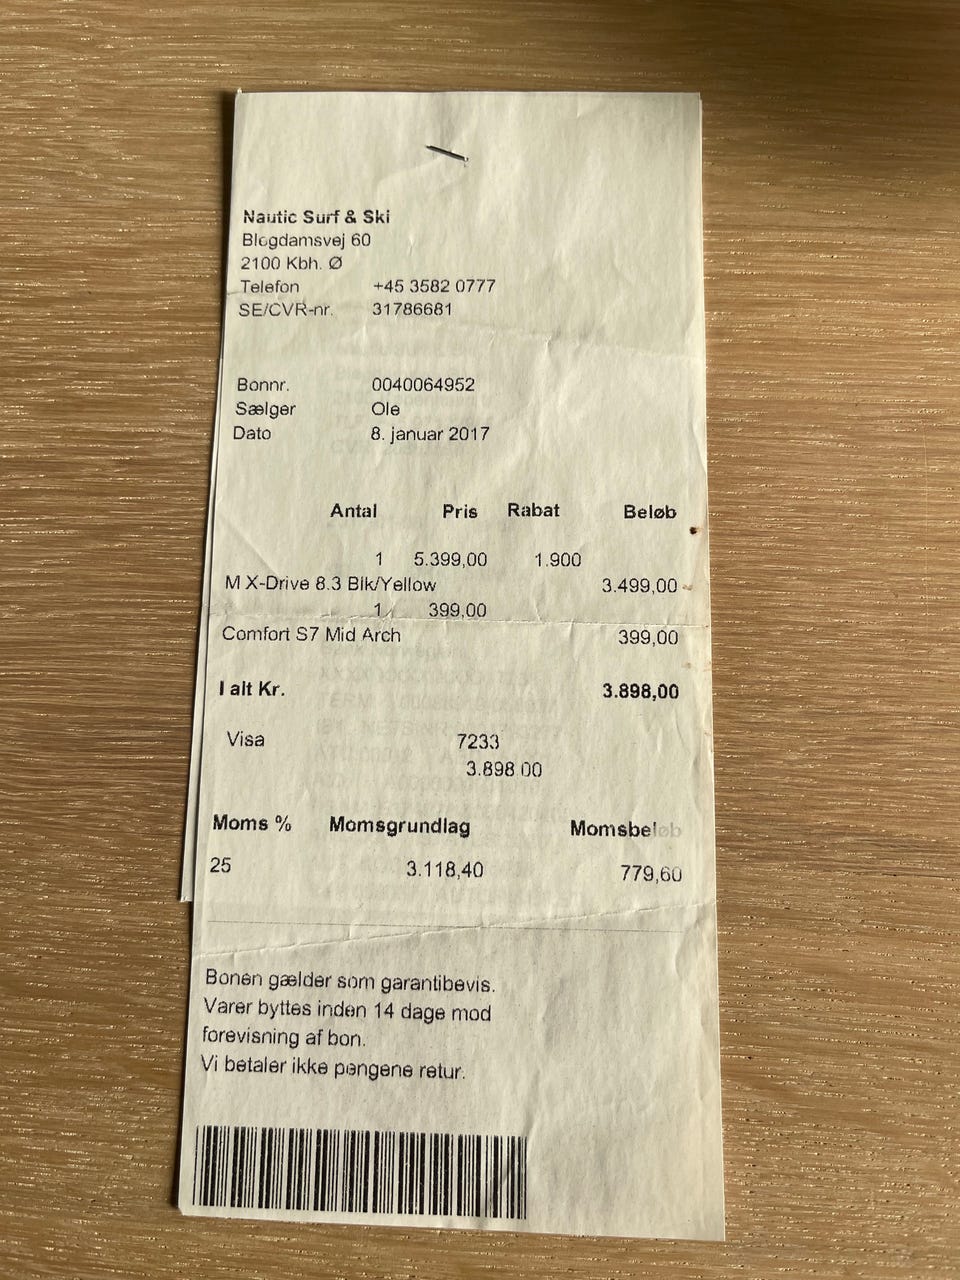 Nautic Surf & Ski
Blegdamsvej 60
2100 Kbh. Ø
Telefon +45 3582 0777
SE/CVR-nr. 31786681
Bonnr. 0040064952
Sælger Ole
Dato 8. januar 2017
Antal Pris Rabat Beløb
1 5.399,00 1.900
M X-Drive 8.3 Blk/Yellow 3.499,00
1 399,00
Comfort S7 Mid Arch 399,00
I alt Kr. 3.898,00
Visa 7233
3.898 00
Moms % Momsgrundlag Momsbeløb
25 3.118,40 779,60
Bonen gælder som garantibevis.
Varer byttes inden 14 dage mod
forevisning af bon.
Vi betaler ikke pengene retur.